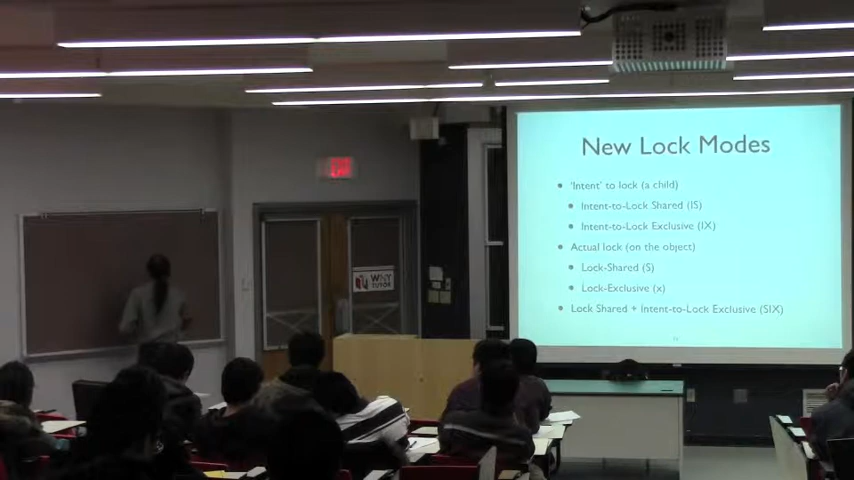 New Lock Modes
• 'Intent' to lock (a child)
• Intent-to-Lock Shared (IS)
• Intent-to-Lock Exclusive (IX)
• Actual lock (on the object)
• Lock-Shared (S)
• Lock-Exclusive (x)
• Lock Shared + Intent-to-Lock Exclusive (SIX)
EXIT
TUTOR